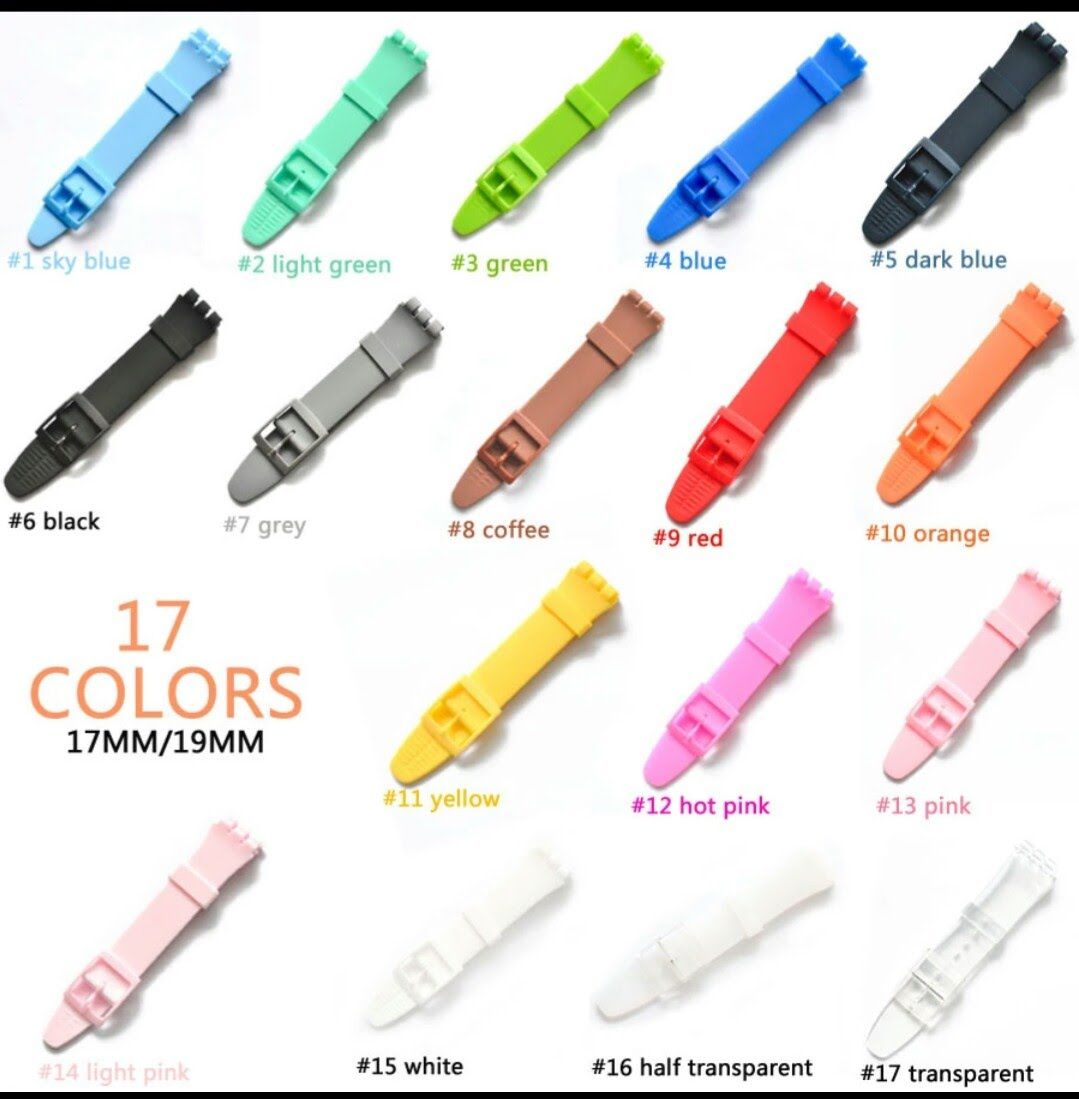 #1 sky blue
#2 light green
#3 green
#4 blue
#5 dark blue
#6 black
#7 grey
#8 coffee
#9 red
#10 orange
17
COLORS
17MM/19MM
#11 yellow
#12 hot pink
#13 pink
#14 light pink
#15 white
#16 half transparent
#17 transparent